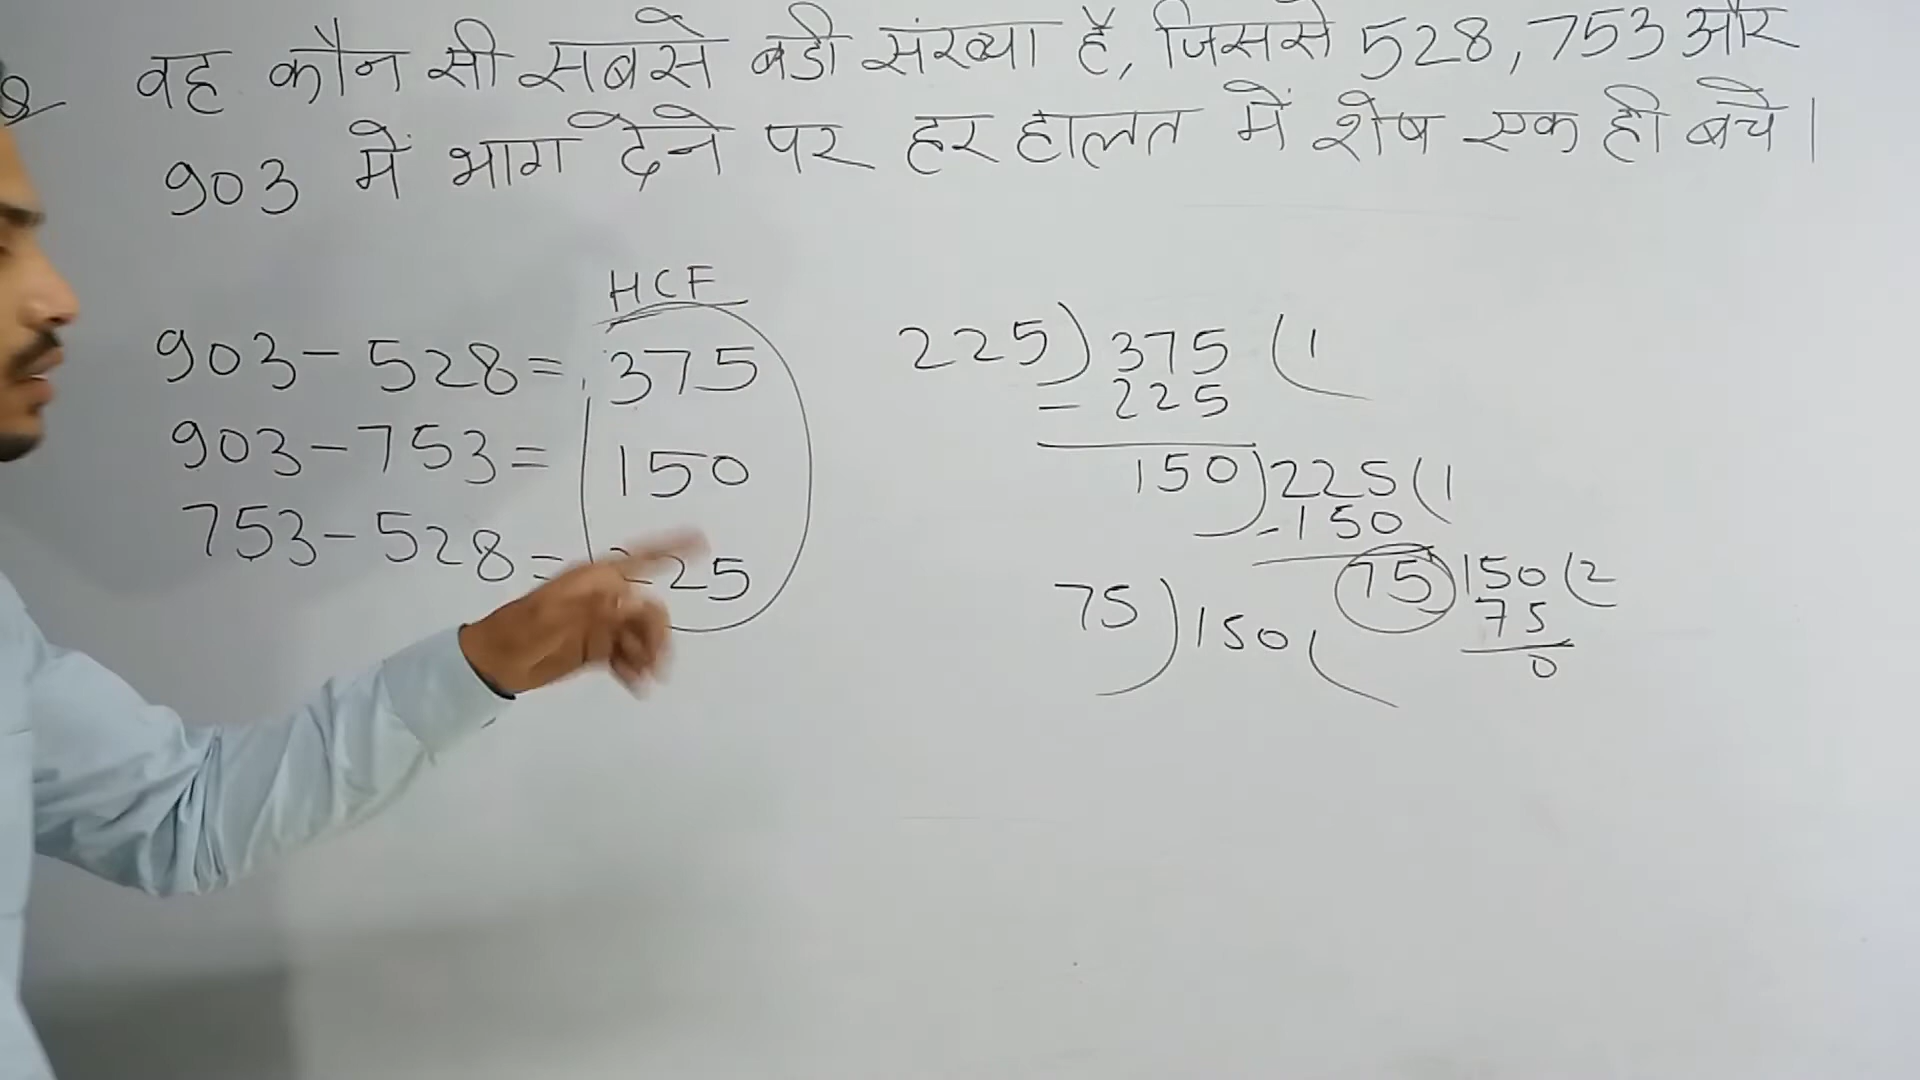 Q वह कौन सी सबसे बडी संख्या है, जिससे 528, 753 और
903 में भाग देने पर हर हालत में शेष एक ही बचे।
HCF
903 - 528 = 375
903 - 753 = 150
753 - 528 = 25
225 ) 375 ( 1
- 225
150 ) 225 ( 1
- 150
75 ) 150 ( 2
75
0
75 ) 150 (